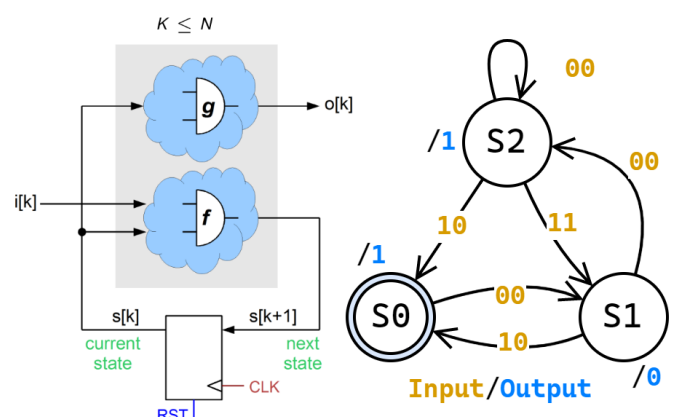 K ≤ N
g
o[k]
i[k]
f
s[k]
s[k+1]
current
state
next
state
CLK
RST
00
/1
S2
00
10
11
/1
S0
00
S1
10
/0
Input/Output